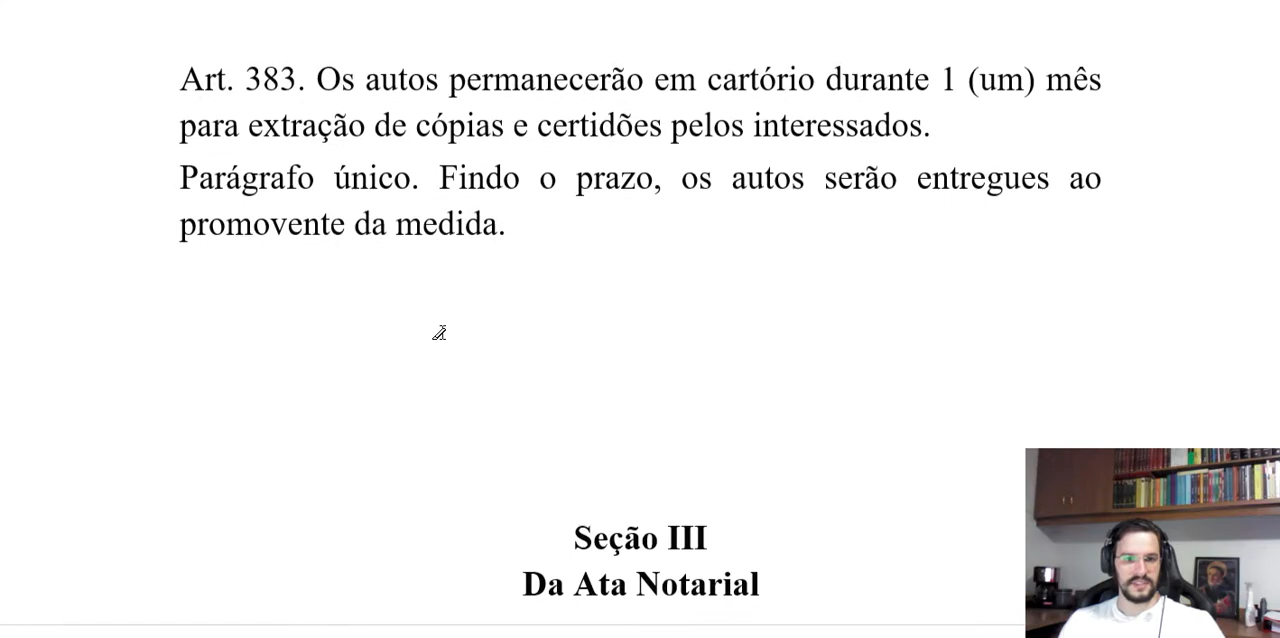 Art. 383. Os autos permanecerão em cartório durante 1 (um) mês
para extração de cópias e certidões pelos interessados.
Parágrafo único. Findo o prazo, os autos serão entregues ao
promovente da medida.
Seção III
Da Ata Notarial